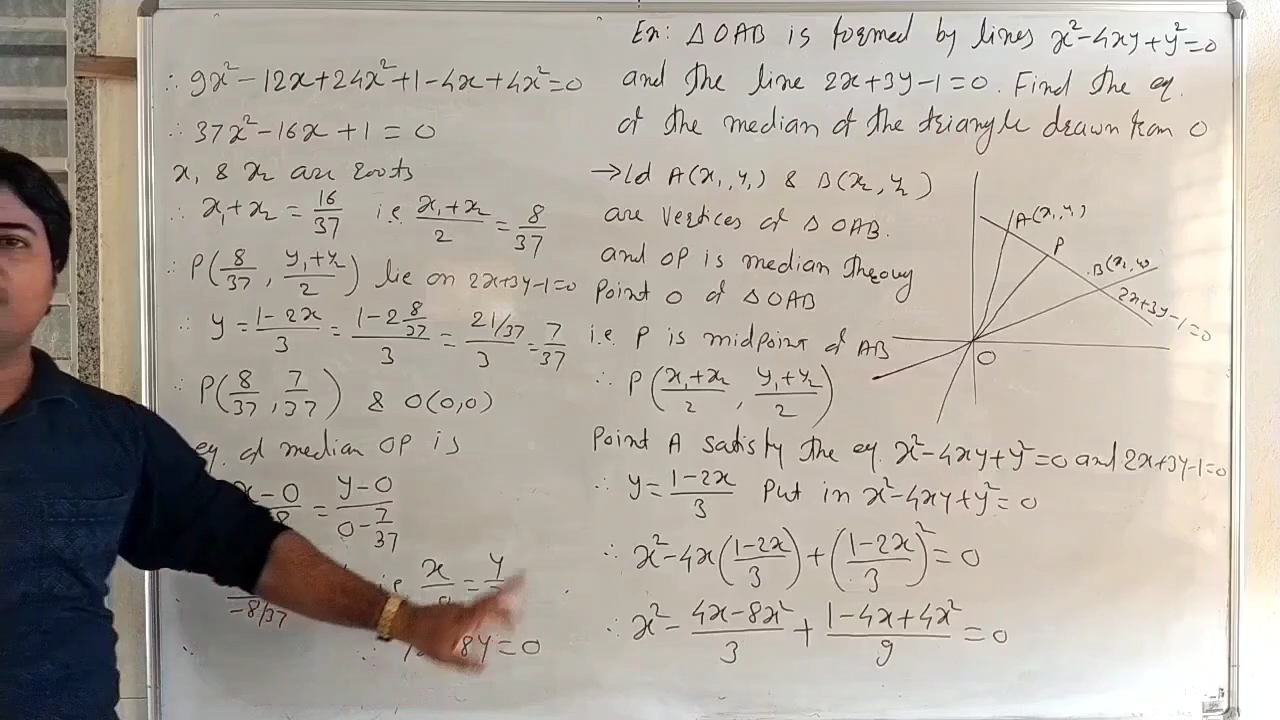 Ex: △OAB is formed by lines x²-4xy+y²=0
and the line 2x+3y-1=0. Find the eq.
of the median of the triangle drawn from O
→ Let A(x₁,y₁) & B(x₂,y₂)
are vertices of △OAB.
and OP is median through
Point O of △OAB
i.e. P is midpoint of AB
∴ P((x₁+x₂)/2, (y₁+y₂)/2)
A(x₁,y₁)
P
B(x₂,y₂)
2x+3y-1=0
O
Point A satisfy the eq. x²-4xy+y²=0 and 2x+3y-1=0
∴ y=(1-2x)/3 Put in x²-4xy+y²=0
∴ x²-4x((1-2x)/3)+((1-2x)/3)²=0
∴ x²-(4x-8x²)/3+(1-4x+4x²)/9=0
∴ 9x²-12x+24x²+1-4x+4x²=0
∴ 37x²-16x+1=0
x₁ & x₂ are roots
∴ x₁+x₂=16/37 i.e. (x₁+x₂)/2=8/37
∴ P(8/37, (y₁+y₂)/2) lie on 2x+3y-1=0
∴ y=(1-2x)/3=(1-2 8/37)/3=(21/37)/3=7/37
∴ P(8/37, 7/37) & O(0,0)
eq. of median OP is
x-0 = (y-0)/(0-7/37)
-8/37 x = y
8y=0